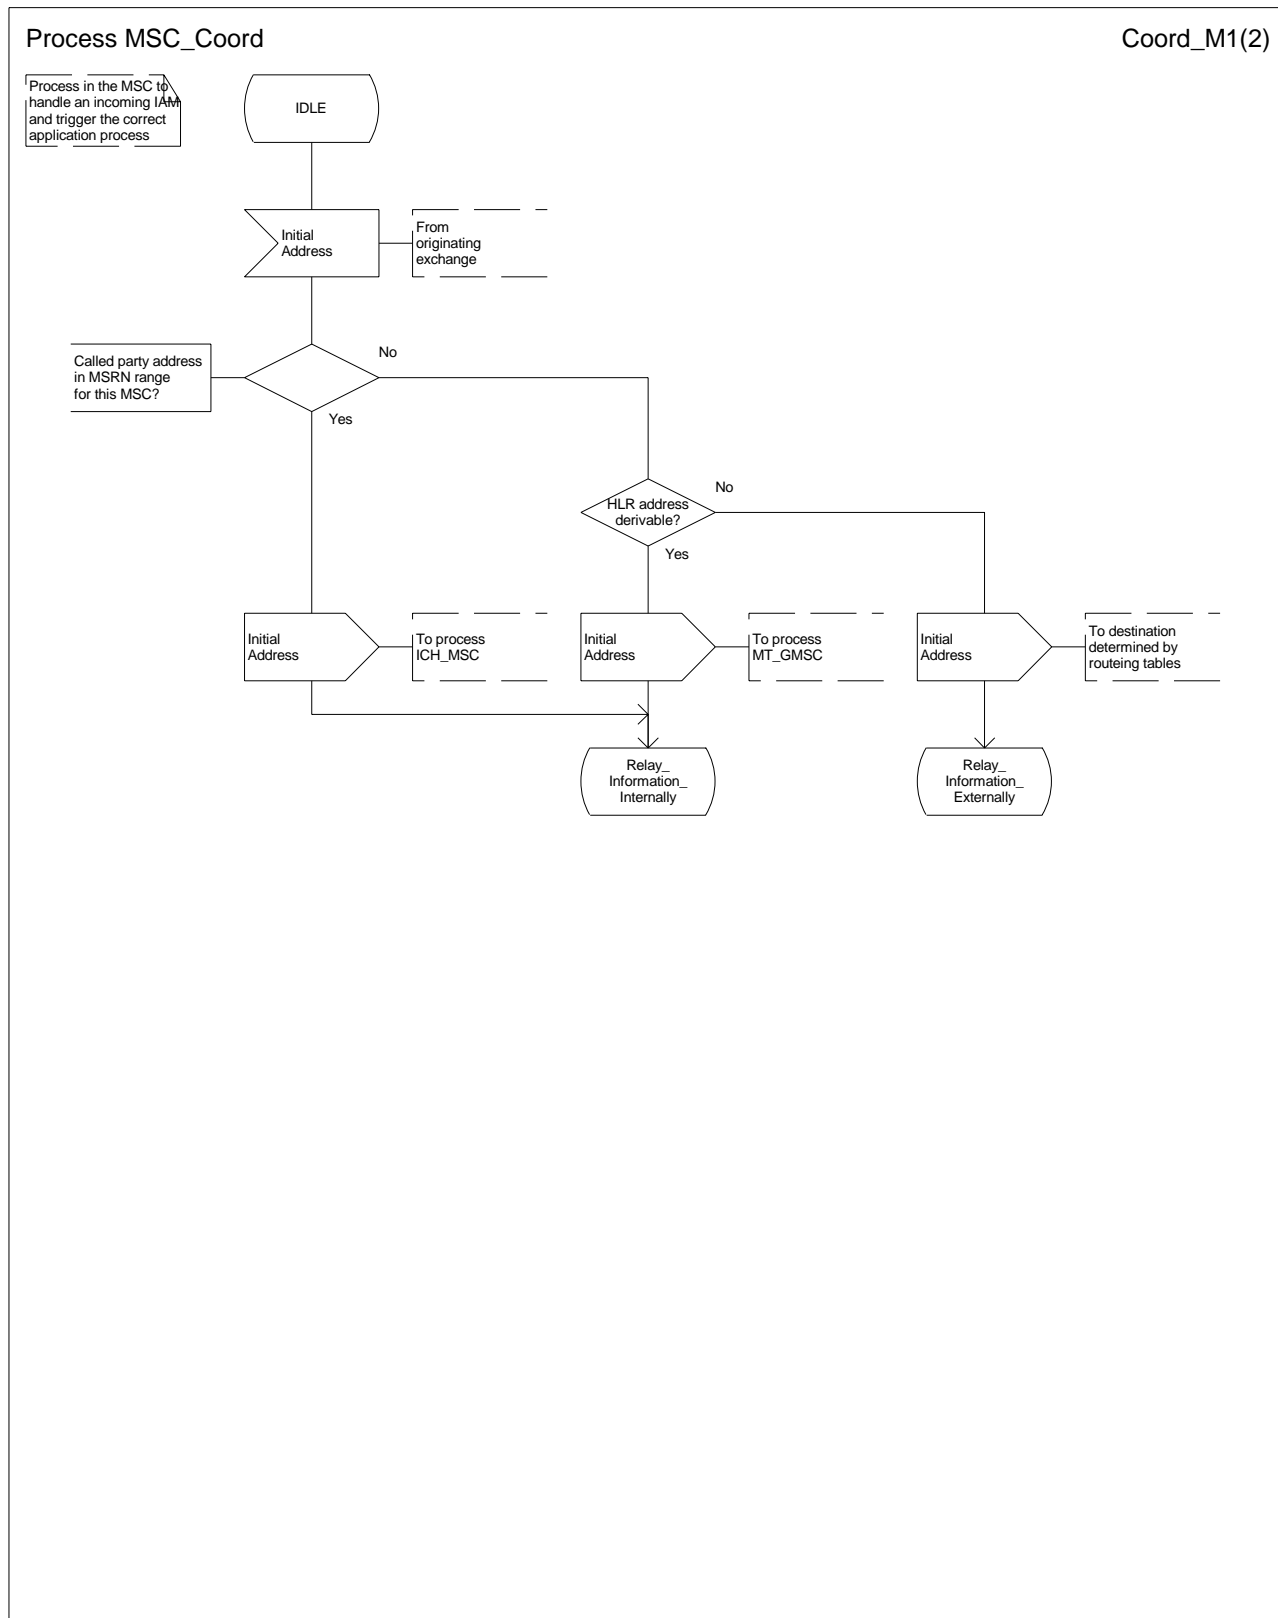 Process MSC_Coord
Coord_M1(2)
Process in the MSC to
handle an incoming IAM
and trigger the correct
application process
IDLE
Initial
Address
From
originating
exchange
Called party address
in MSRN range
for this MSC?
No
Yes
HLR address
derivable?
No
Yes
Initial
Address
To process
ICH_MSC
Initial
Address
To process
MT_GMSC
Initial
Address
To destination
determined by
routeing tables
Relay_
Information_
Internally
Relay_
Information_
Externally